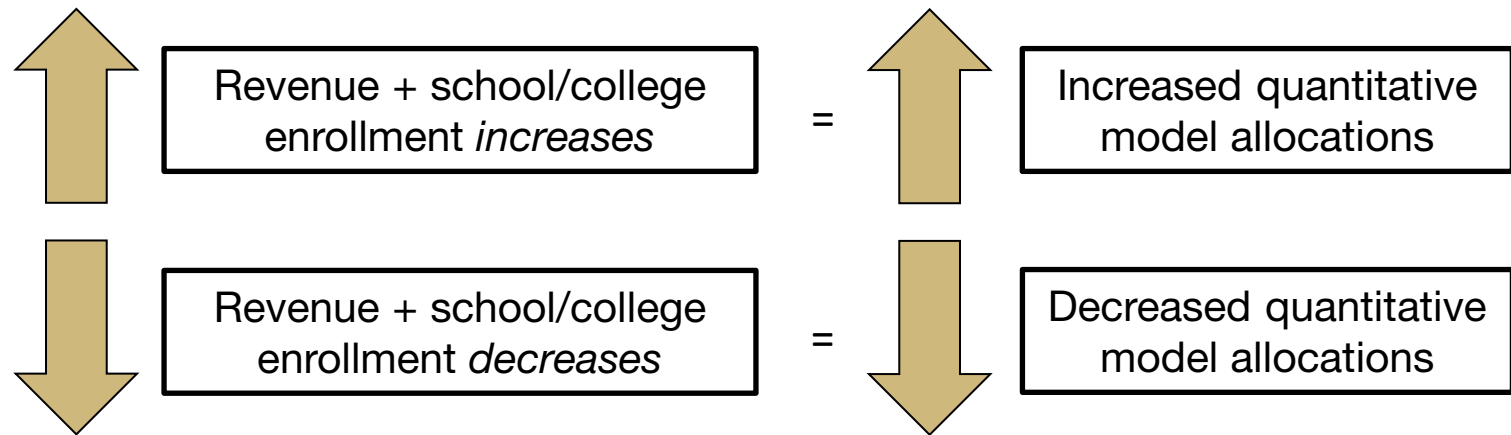 Revenue + school/college
enrollment increases
=
Increased quantitative
model allocations
Revenue + school/college
enrollment decreases
=
Decreased quantitative
model allocations